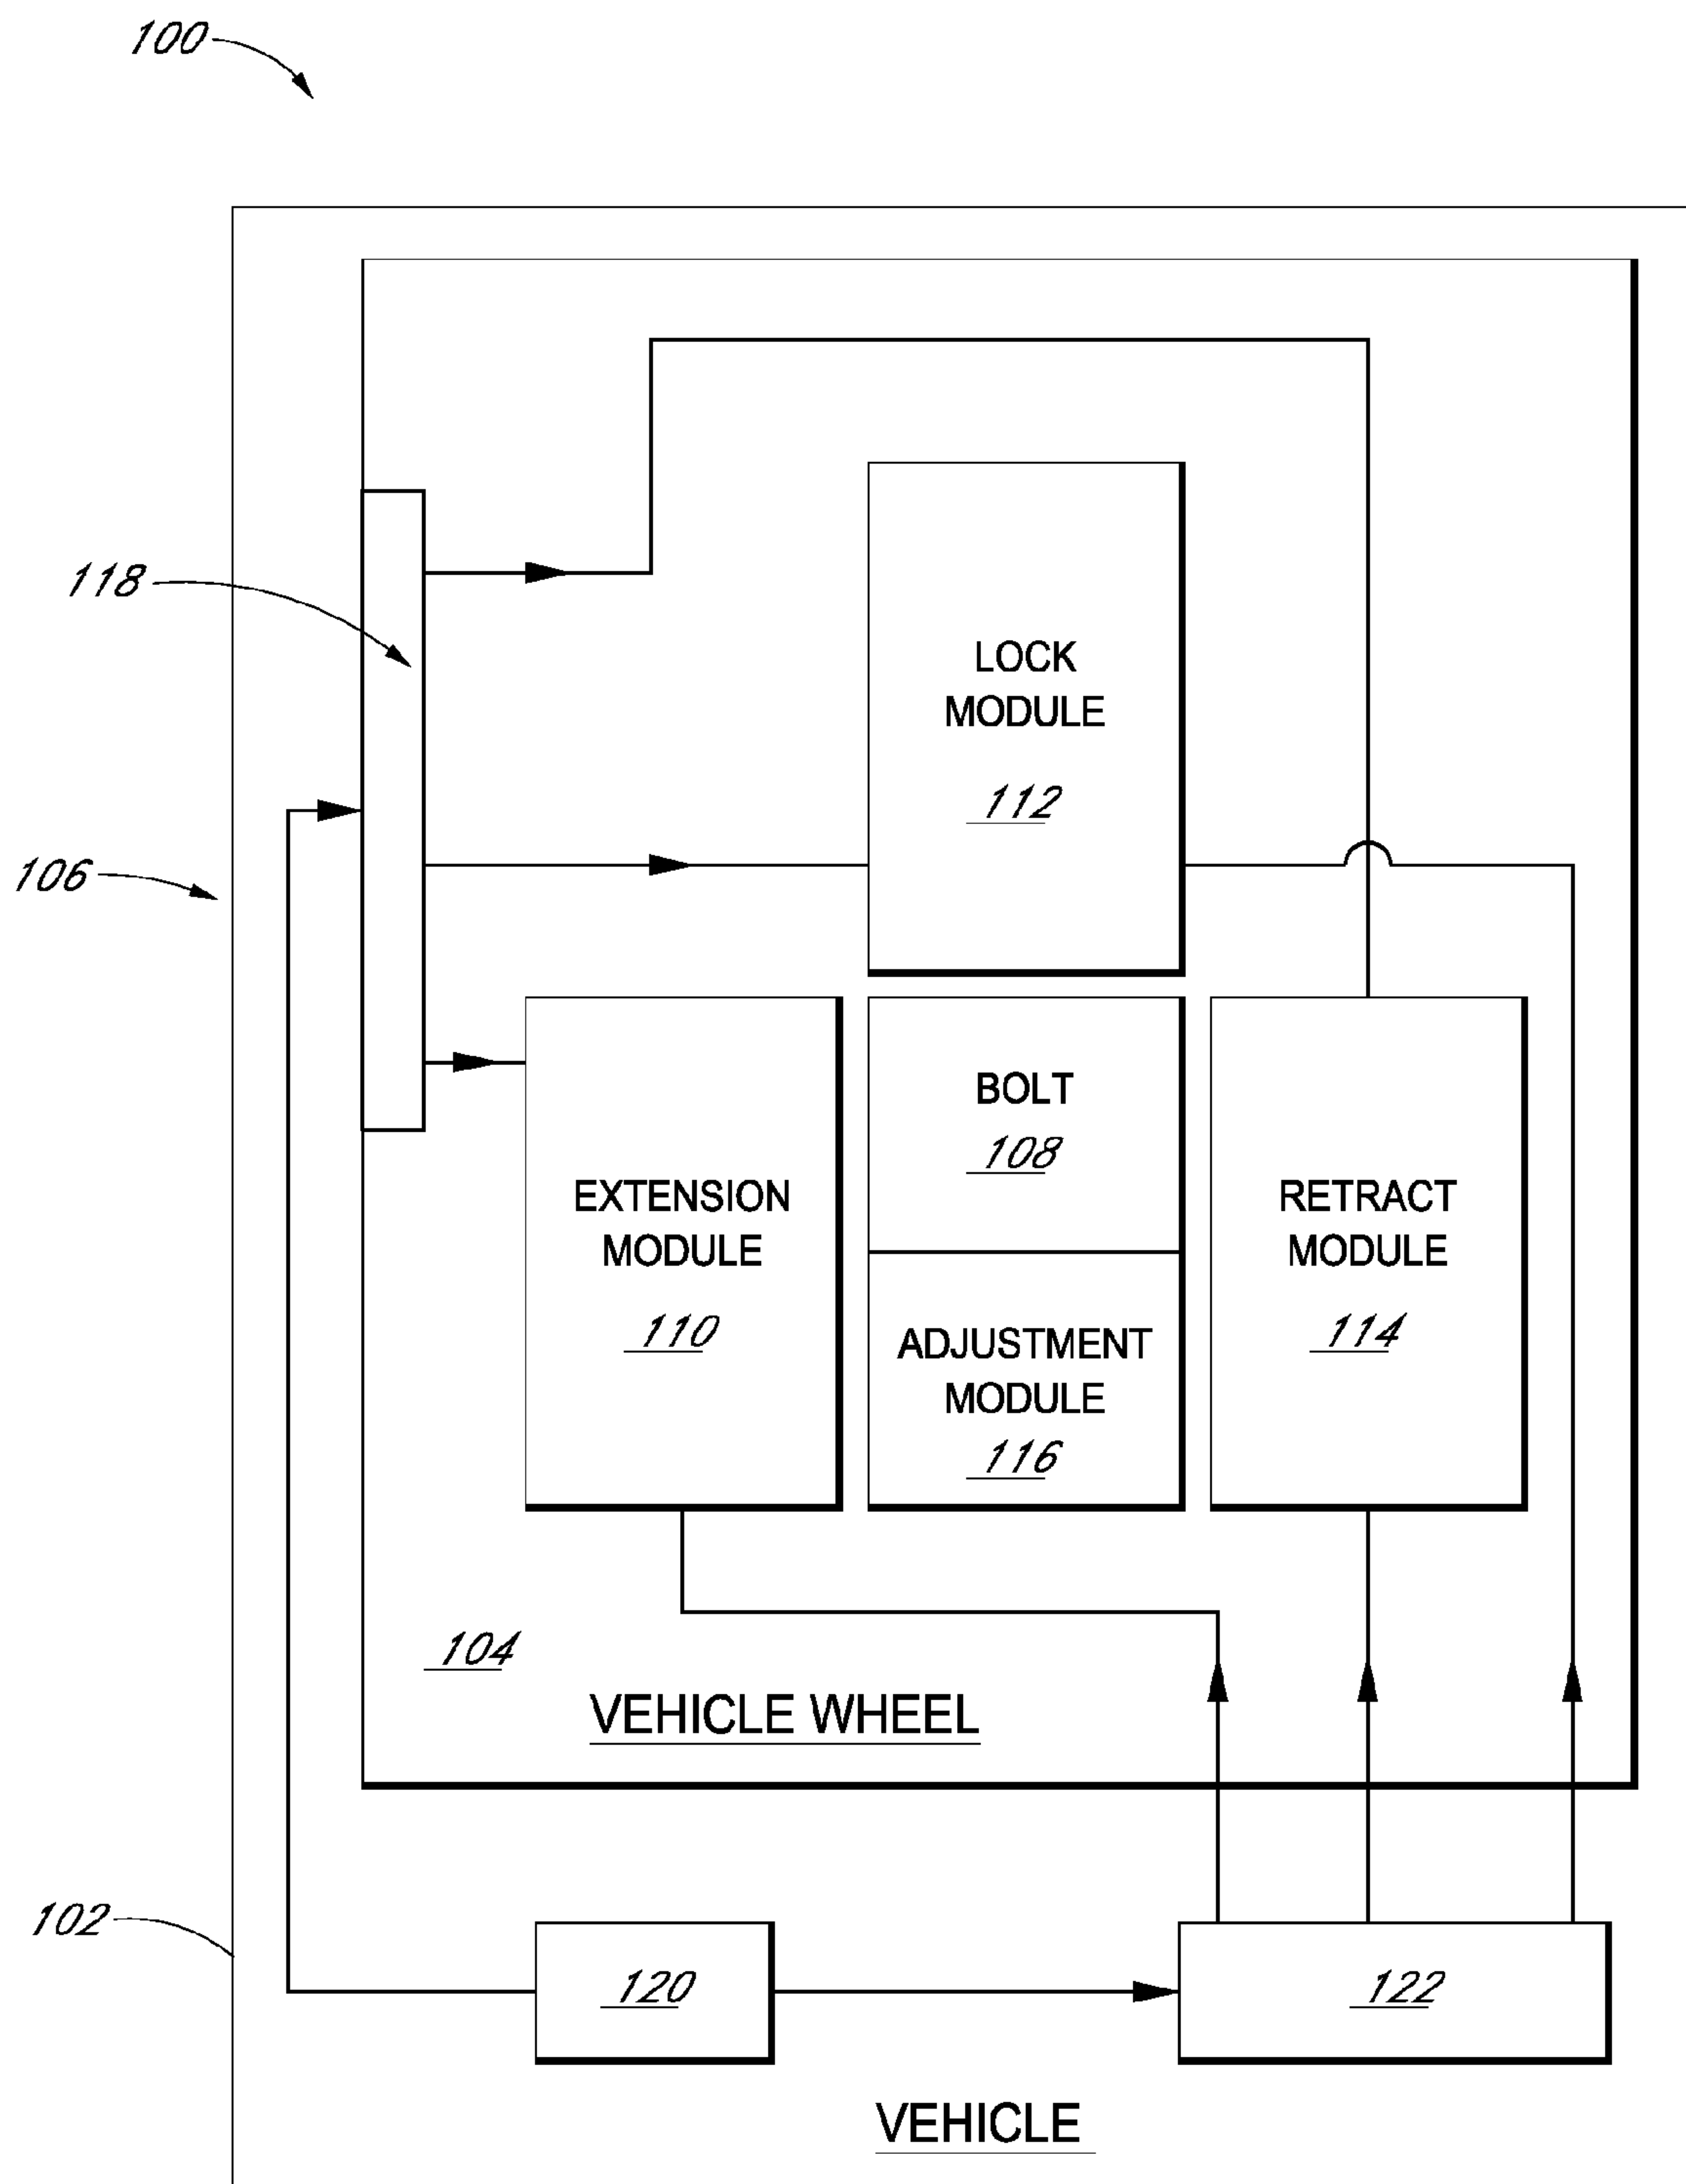 100
118
LOCK
MODULE
112
106
BOLT
108
EXTENSION
MODULE
110
RETRACT
MODULE
114
ADJUSTMENT
MODULE
116
104
VEHICLE WHEEL
102
120
122
VEHICLE